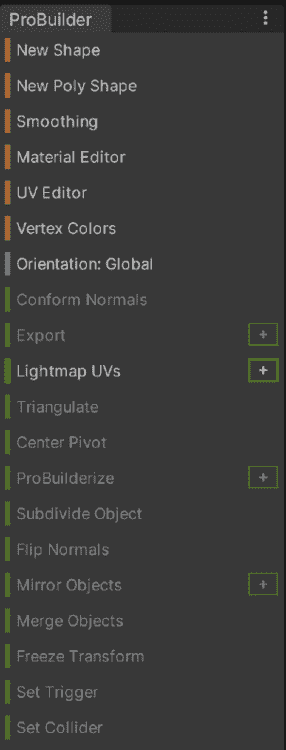 ProBuilder
New Shape
New Poly Shape
Smoothing
Material Editor
UV Editor
Vertex Colors
Orientation: Global
Conform Normals
Export +
Lightmap UVs +
Triangulate
Center Pivot
ProBuilderize +
Subdivide Object
Flip Normals
Mirror Objects +
Merge Objects
Freeze Transform
Set Trigger
Set Collider